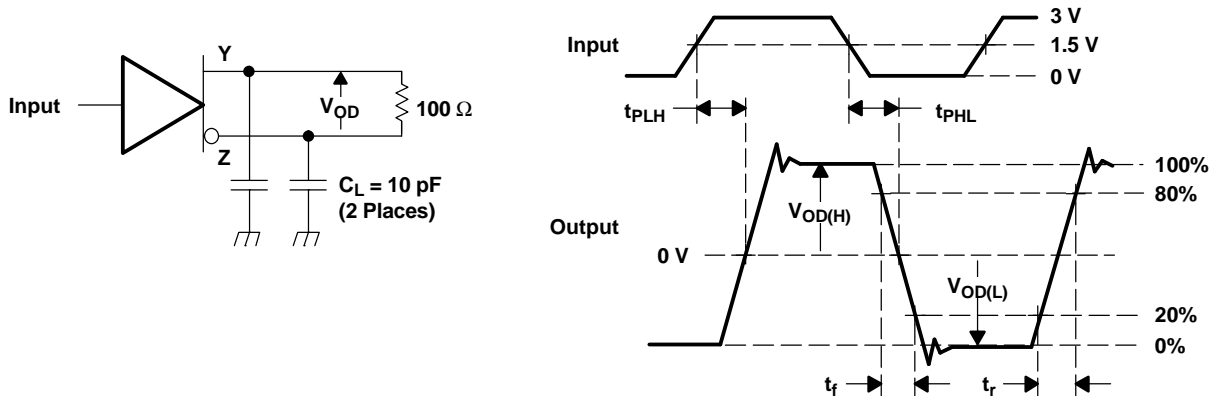 Y
Input
V_OD
100 Ω
Z
C_L = 10 pF
(2 Places)
Input
3 V
1.5 V
0 V
t_PLH
t_PHL
Output
100%
80%
V_OD(H)
0 V
V_OD(L)
20%
0%
t_f
t_r